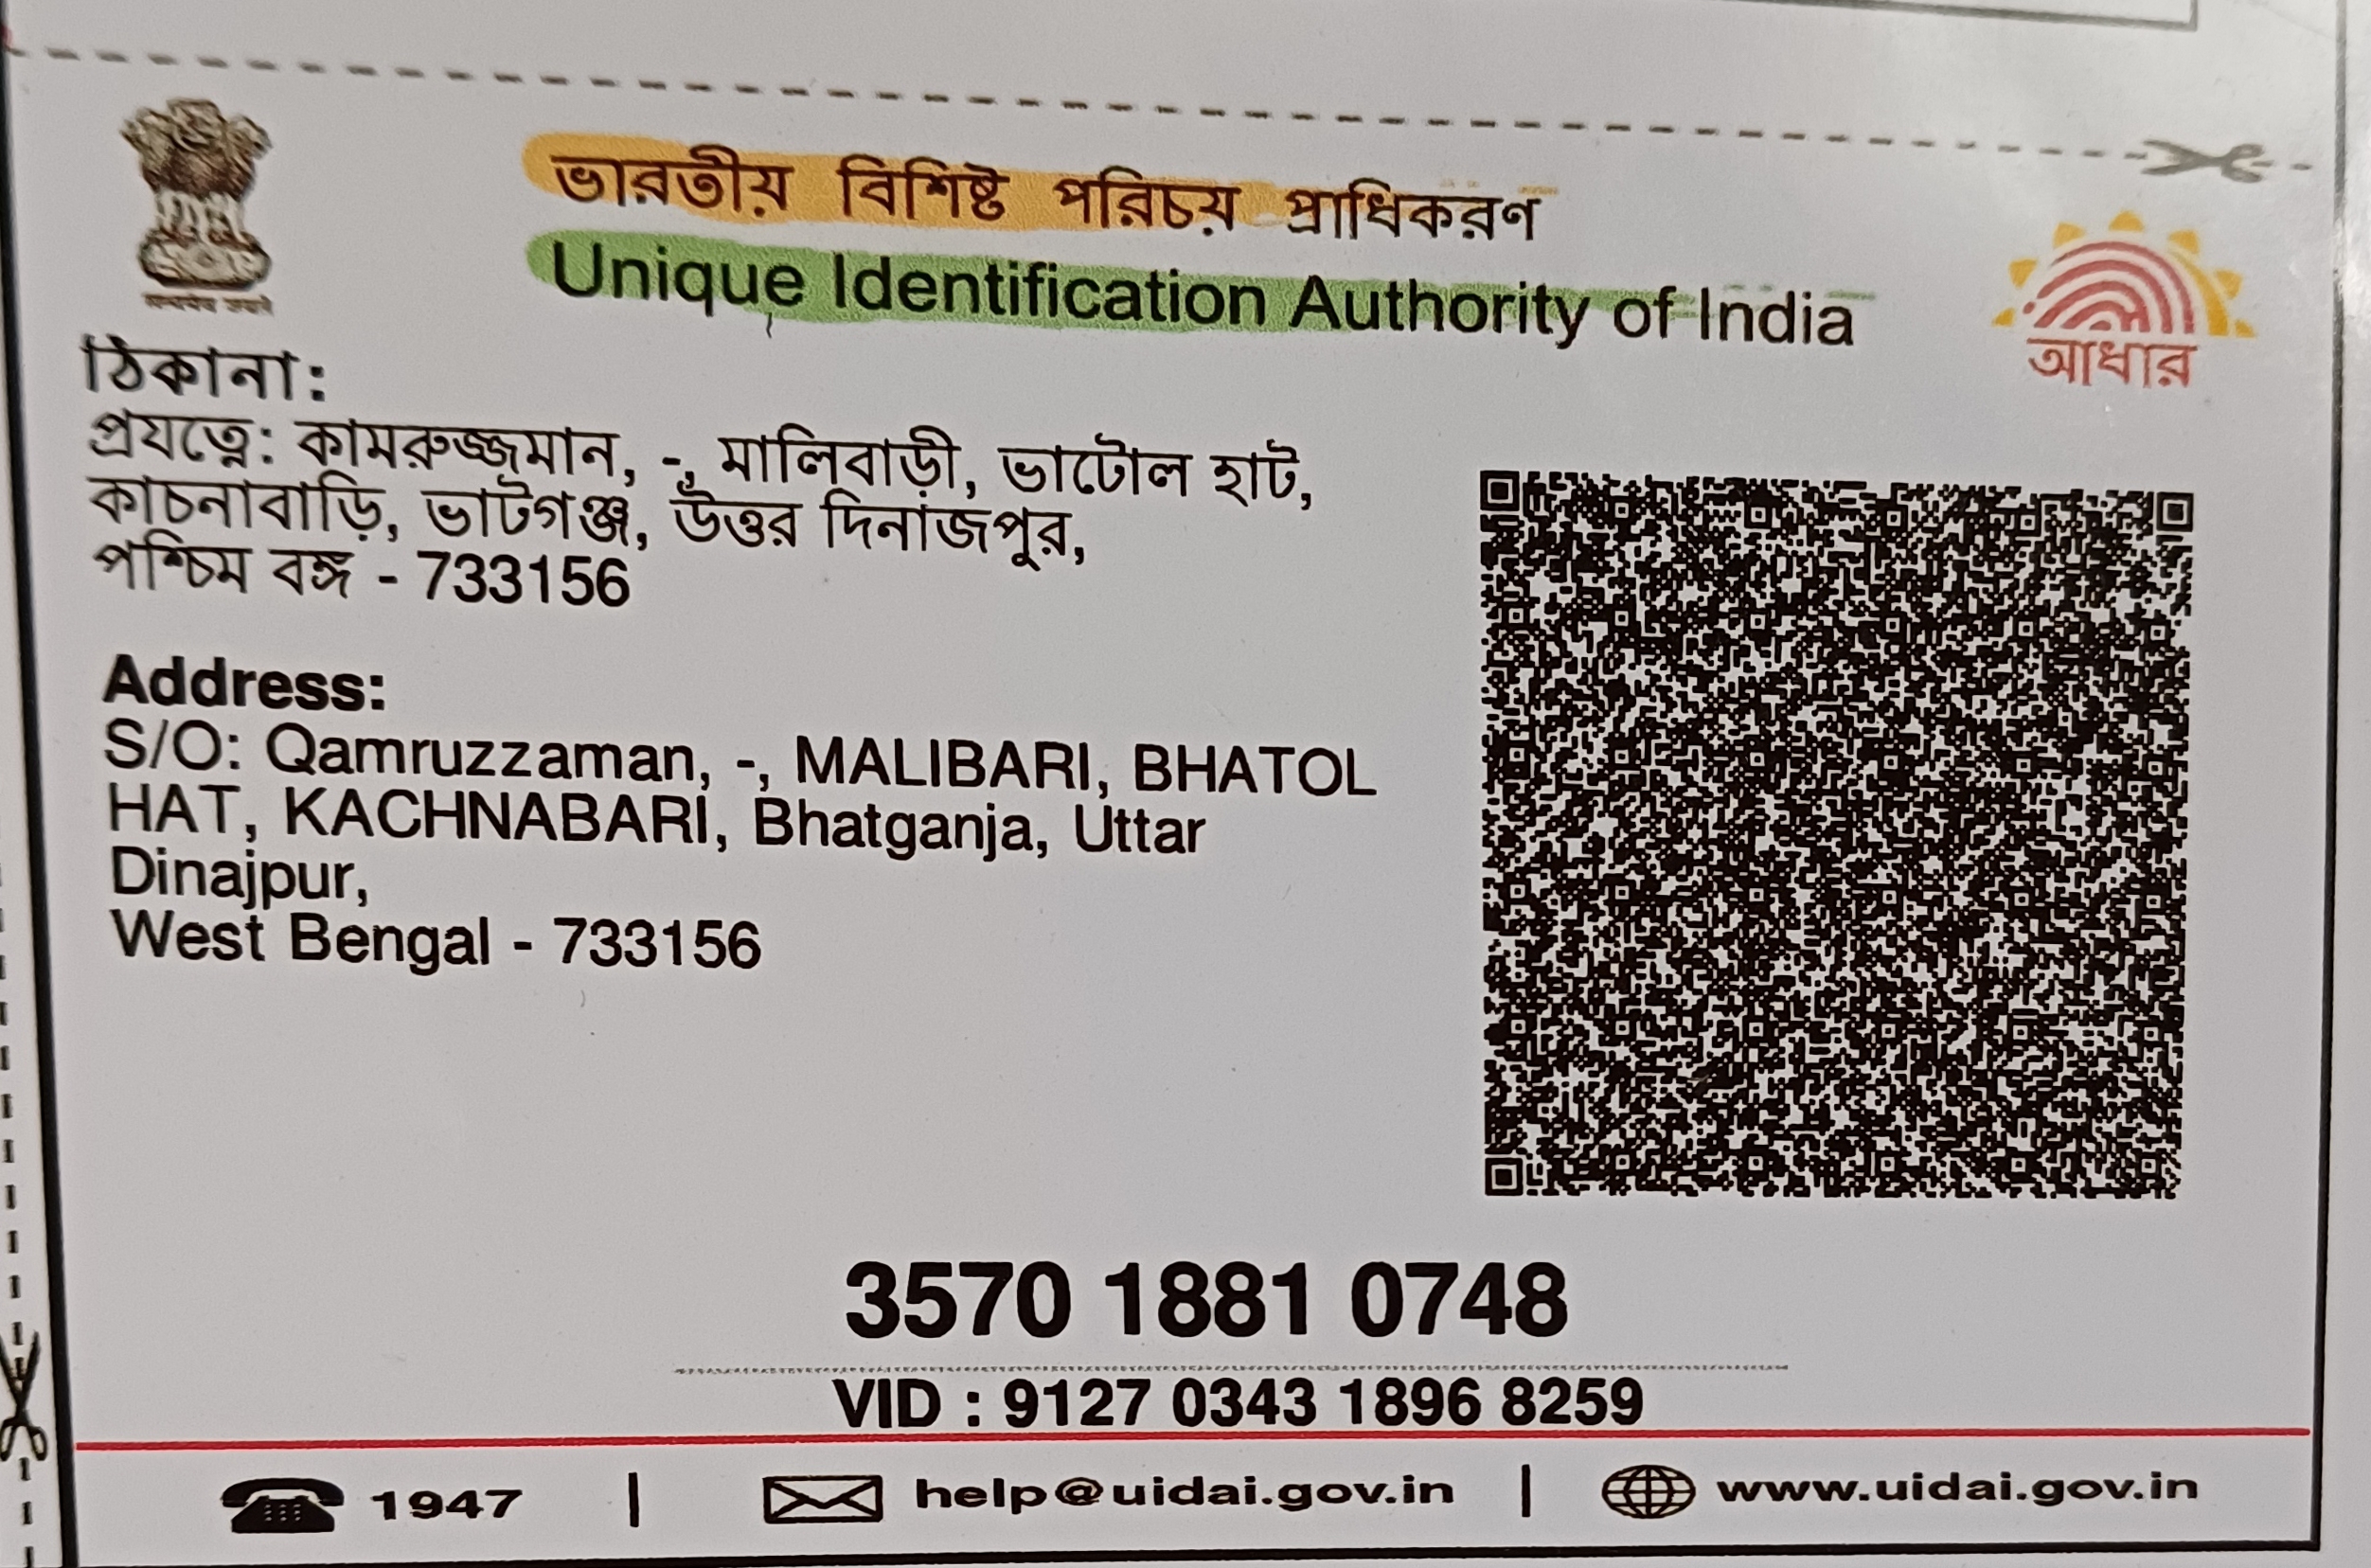 ভারতীয় বিশিষ্ট পরিচয় প্রাধিকরণ
Unique Identification Authority of India
আধার
ঠিকানা:
প্রযত্নে: কামরুজ্জমান, -, মালিবাড়ী, ভাটোল হাট,
কাচনাবাড়ি, ভাটগঞ্জ, উত্তর দিনাজপুর,
পশ্চিম বঙ্গ - 733156
Address:
S/O: Qamruzzaman, -, MALIBARI, BHATOL
HAT, KACHNABARI, Bhatganja, Uttar
Dinajpur,
West Bengal - 733156
3570 1881 0748
VID : 9127 0343 1896 8259
1947 | help@uidai.gov.in | www.uidai.gov.in